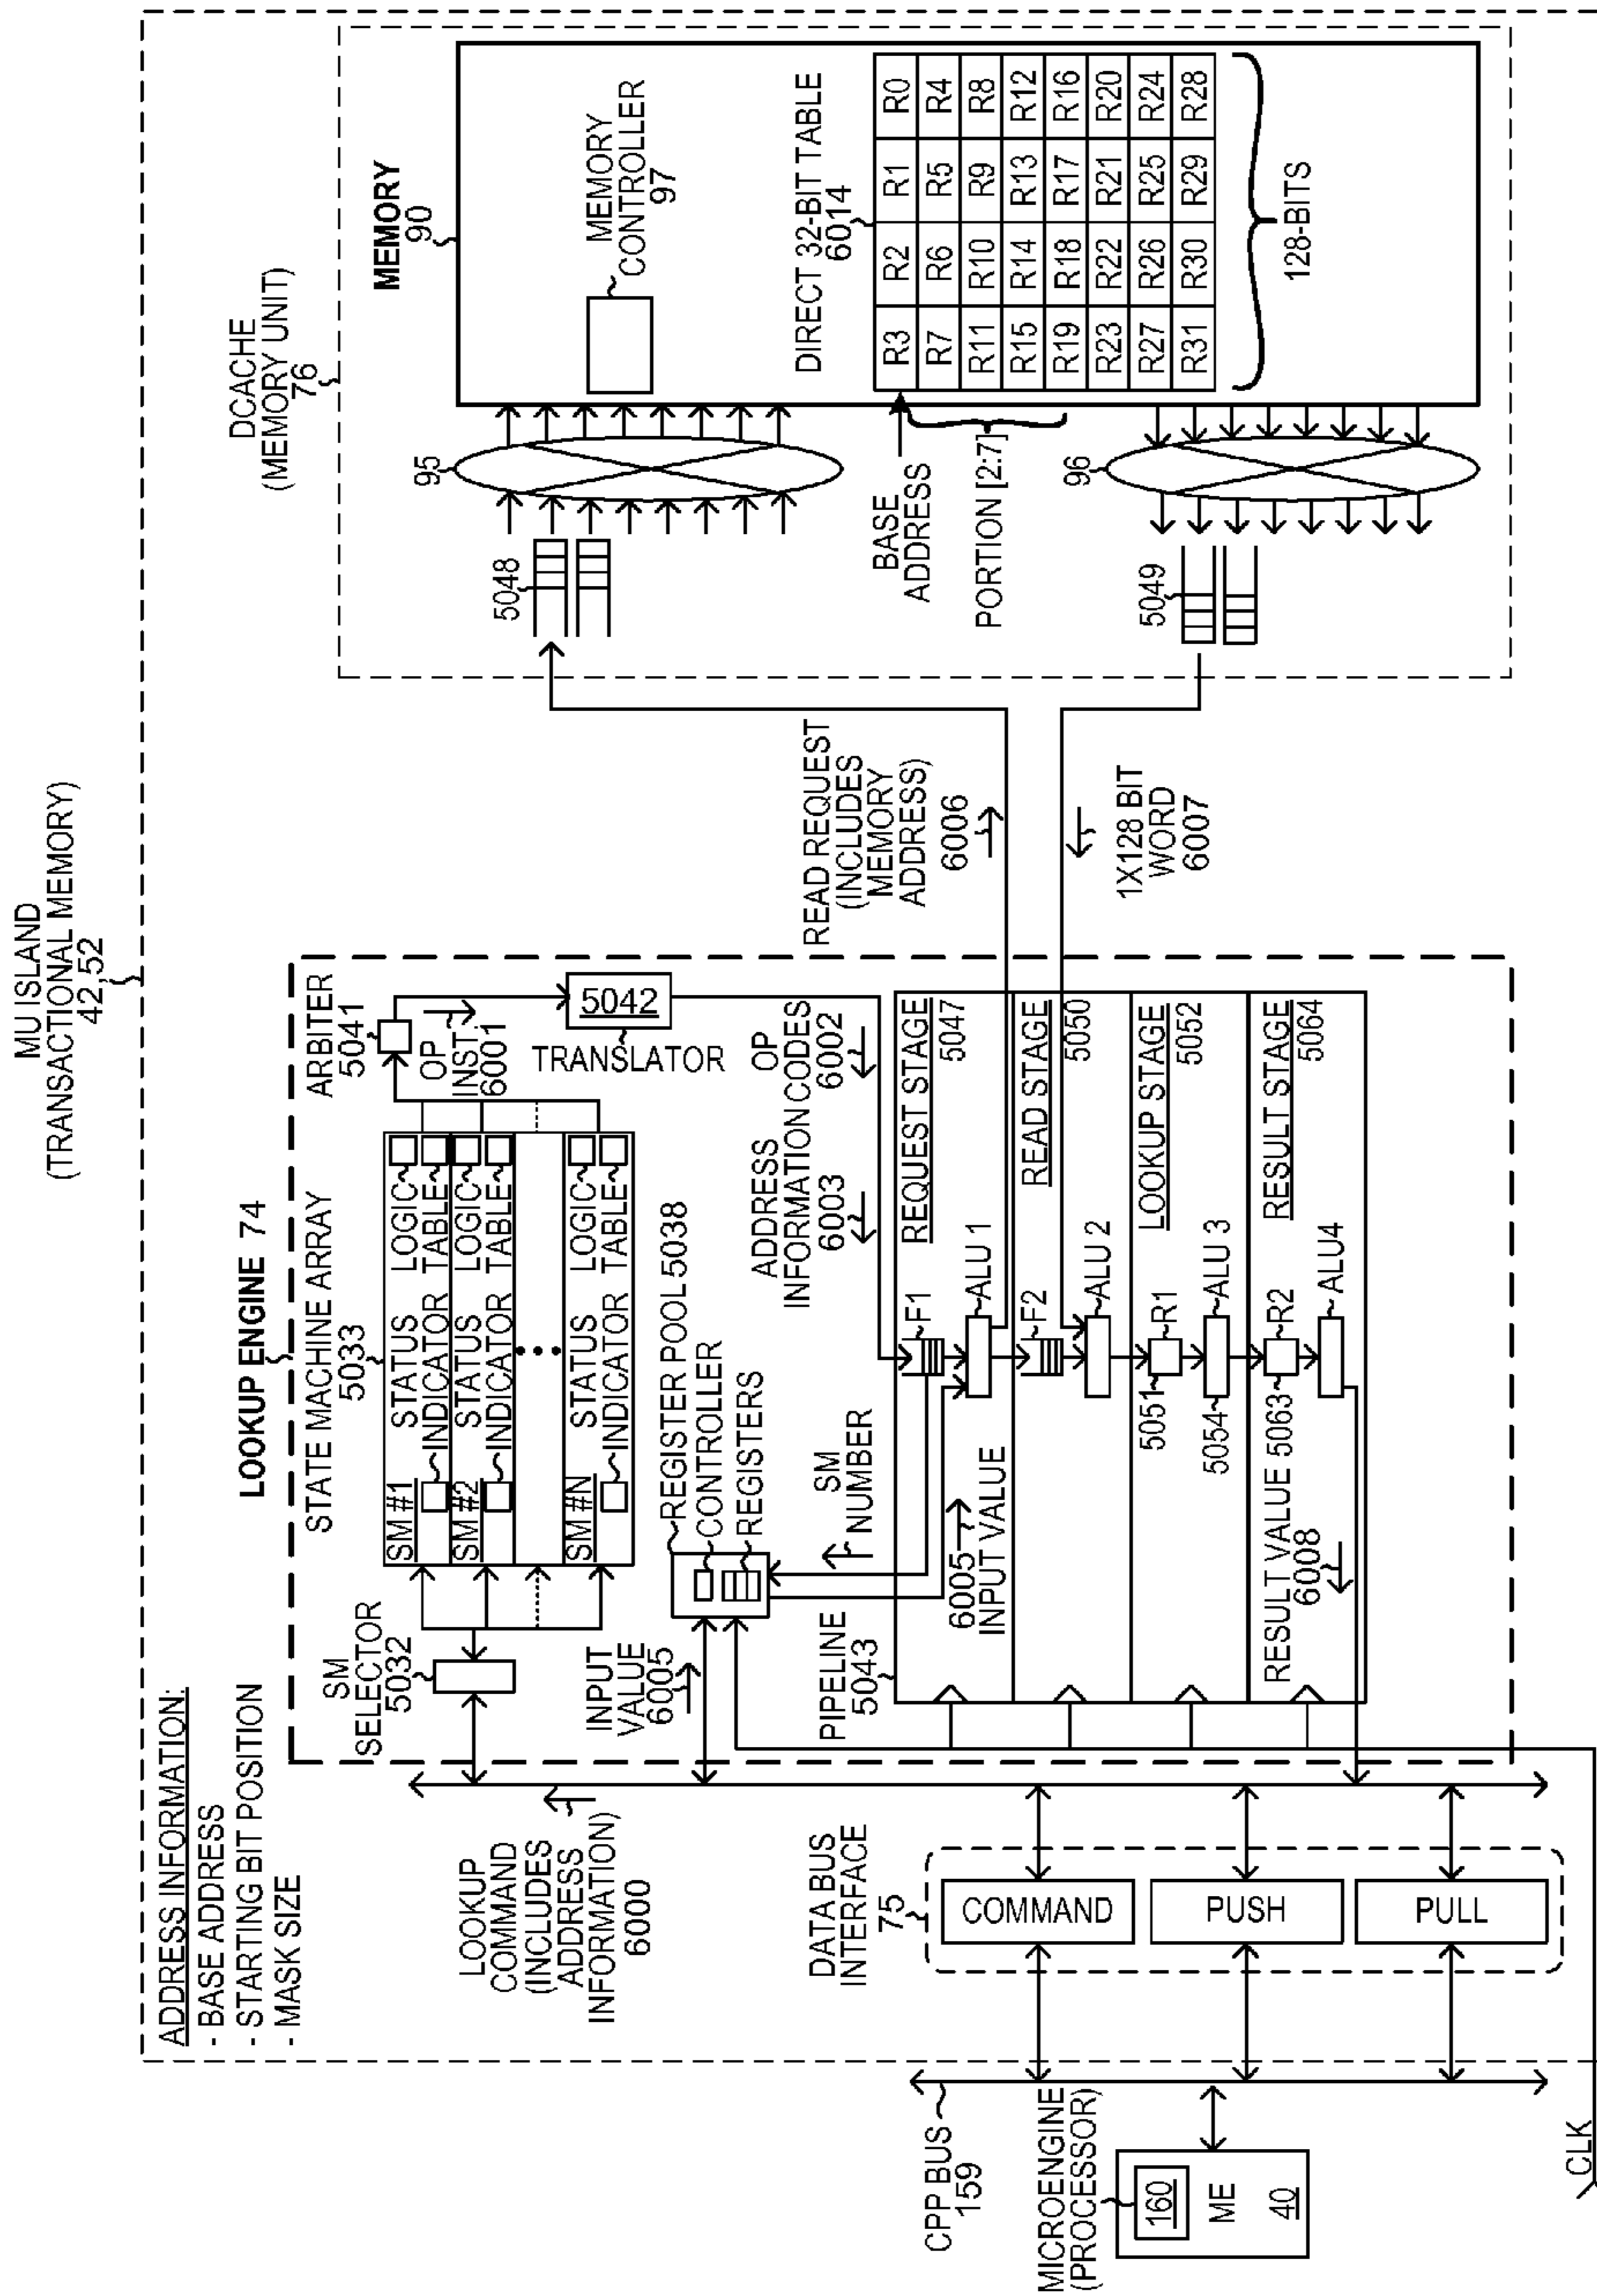 MU ISLAND
(TRANSACTIONAL MEMORY)
42,52
ADDRESS INFORMATION:
- BASE ADDRESS
- STARTING BIT POSITION
- MASK SIZE
LOOKUP ENGINE 74
STATE MACHINE ARRAY
5033
SM
SELECTOR
5032
SM #1
STATUS
INDICATOR
LOGIC
TABLE
SM #2
STATUS
INDICATOR
LOGIC
TABLE
SM #N
STATUS
INDICATOR
LOGIC
TABLE
ARBITER
5041
OP
INST.
6001
5042
TRANSLATOR
LOOKUP
COMMAND
(INCLUDES
ADDRESS
INFORMATION)
6000
INPUT
VALUE
6005
REGISTER POOL 5038
CONTROLLER
REGISTERS
ADDRESS
INFORMATION
6003
OP
CODES
6002
SM
NUMBER
PIPELINE
5043
6005
INPUT VALUE
F1
ALU 1
REQUEST STAGE
5047
F2
ALU 2
READ STAGE
5050
5051
R1
5054
ALU 3
LOOKUP STAGE
5052
RESULT VALUE
6008
5063
R2
ALU4
RESULT STAGE
5064
DATA BUS
INTERFACE
75
COMMAND
PUSH
PULL
CPP BUS
159
MICROENGINE
(PROCESSOR)
160
ME
40
CLK
READ REQUEST
(INCLUDES
MEMORY
ADDRESS)
6006
1X128 BIT
WORD
6007
DCACHE
(MEMORY UNIT)
76
MEMORY
90
95
5048
MEMORY
CONTROLLER
97
BASE
ADDRESS
PORTION [2:7]
DIRECT 32-BIT TABLE
6014
R3 R2 R1 R0
R7 R6 R5 R4
R11 R10 R9 R8
R15 R14 R13 R12
R19 R18 R17 R16
R23 R22 R21 R20
R27 R26 R25 R24
R31 R30 R29 R28
128-BITS
96
5049